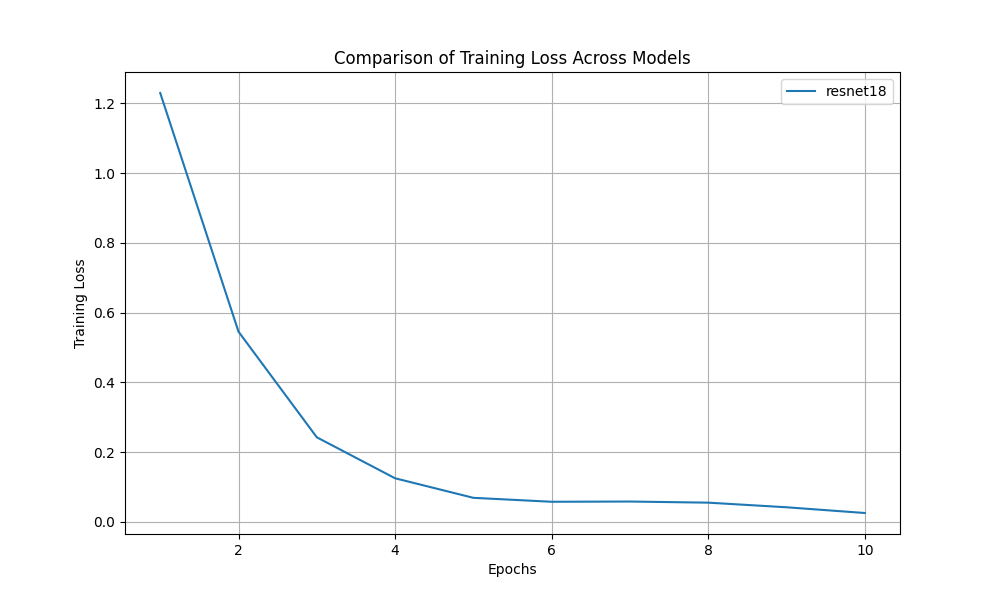 Comparison of Training Loss Across Models
resnet18
Training Loss
1.2
1.0
0.8
0.6
0.4
0.2
0.0
2 4 6 8 10
Epochs